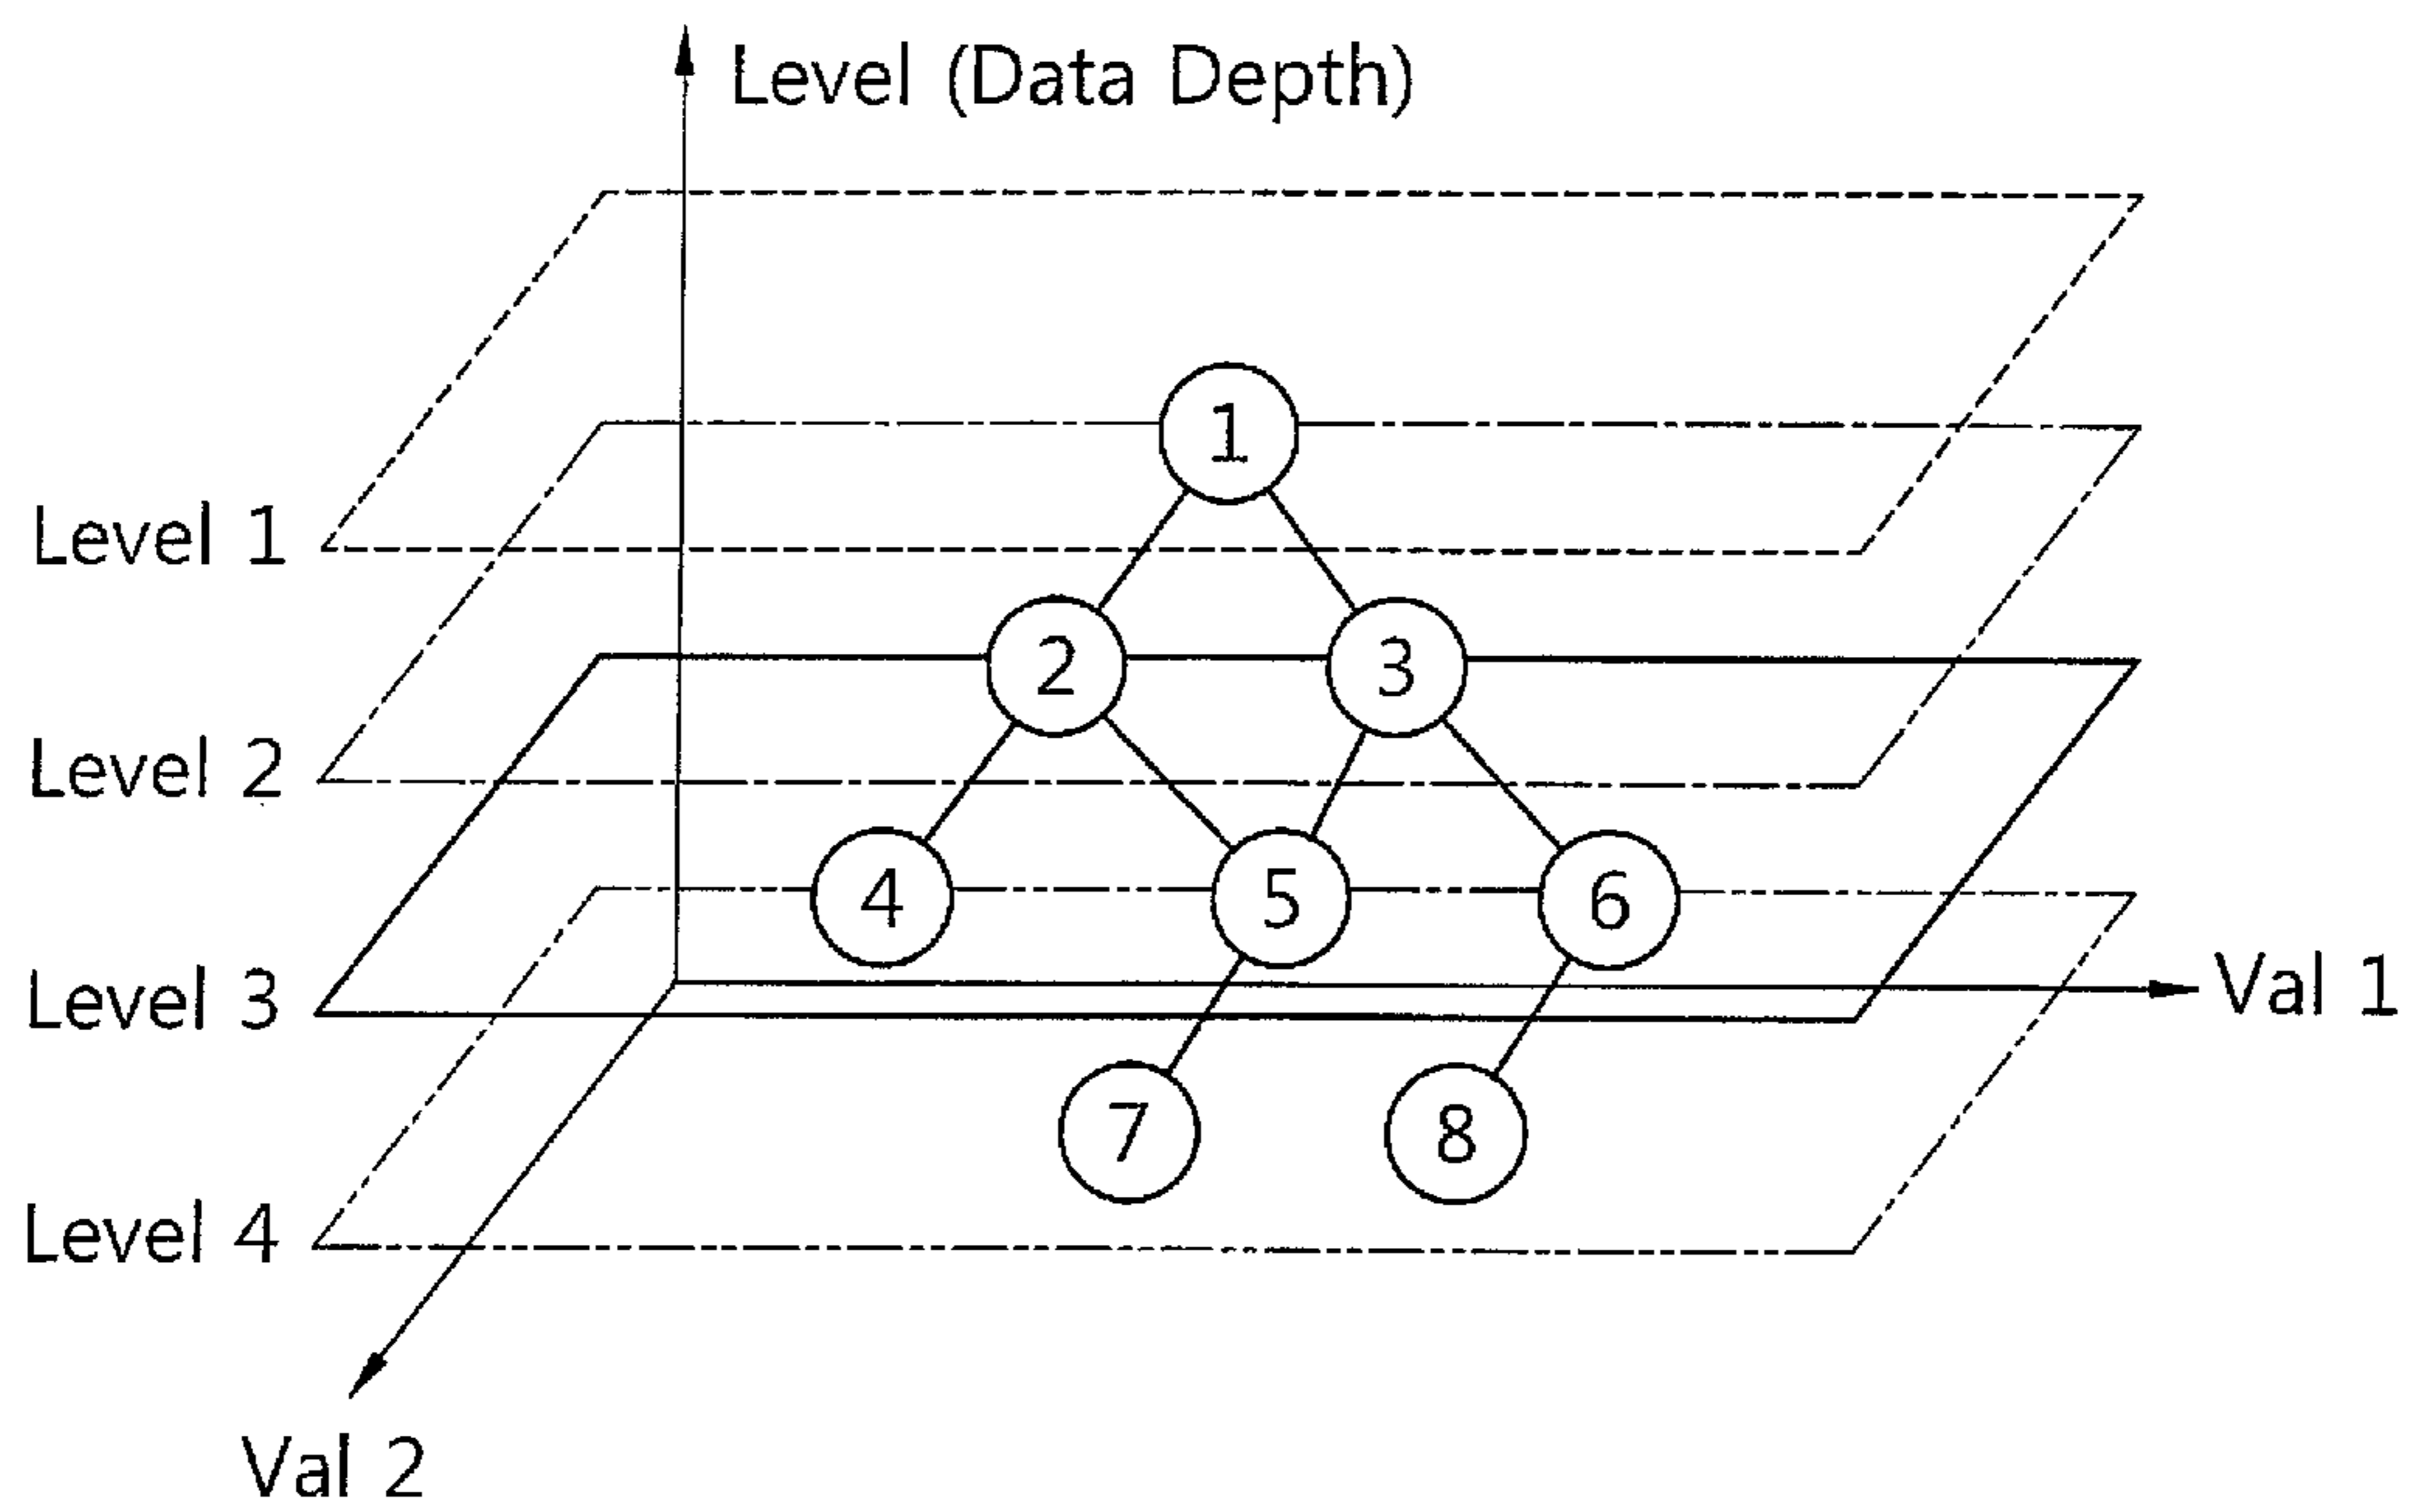 Level (Data Depth)
1
Level 1
2 3
Level 2
4 5 6
Level 3
Val 1
7 8
Level 4
Val 2